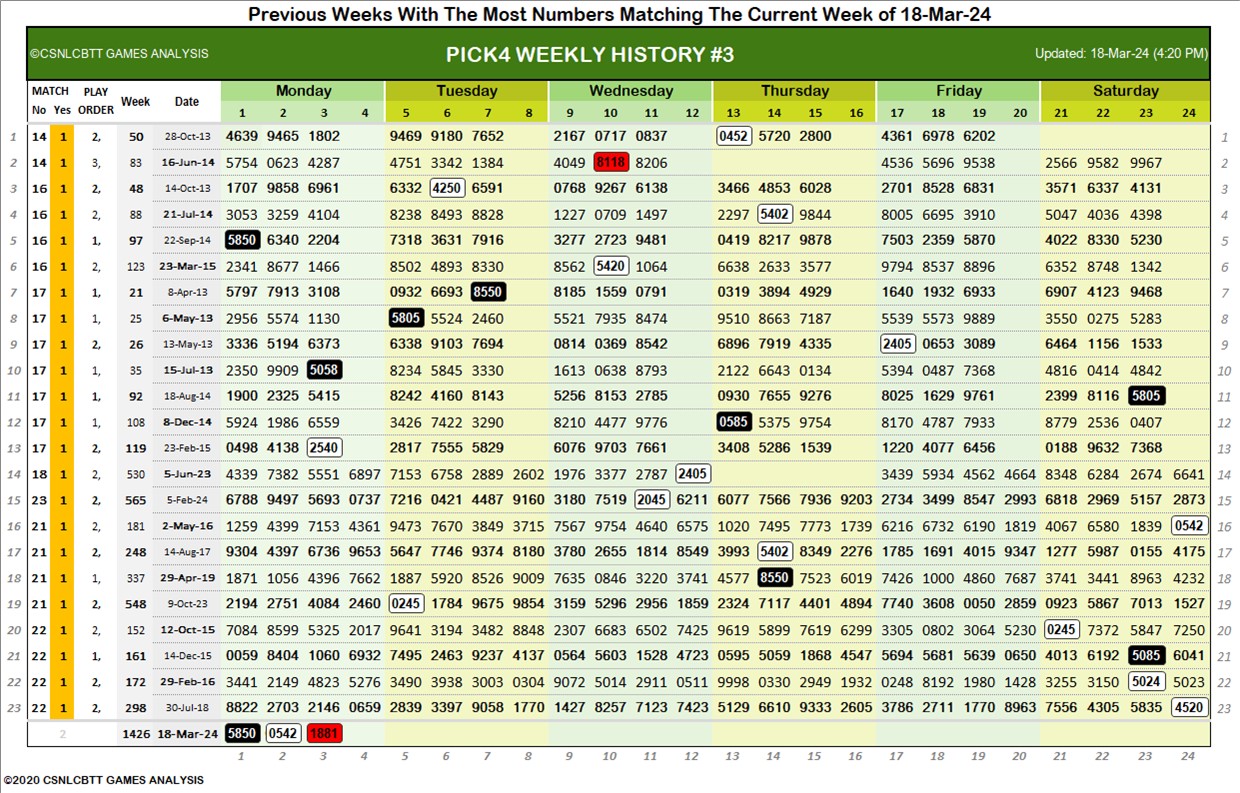 Previous Weeks With The Most Numbers Matching The Current Week of 18-Mar-24
©CSNLCBTT GAMES ANALYSIS PICK4 WEEKLY HISTORY #3 Updated: 18-Mar-24 (4:20 PM)
MATCH PLAY Week Date Monday Tuesday Wednesday Thursday Friday Saturday
No Yes ORDER 1 2 3 4 5 6 7 8 9 10 11 12 13 14 15 16 17 18 19 20 21 22 23 24
1 14 1 2, 50 28-Oct-13 4639 9465 1802 9469 9180 7652 2167 0717 0837 0452 5720 2800 4361 6978 6202 1
2 14 1 3, 83 16-Jun-14 5754 0623 4287 4751 3342 1384 4049 8118 8206 4536 5696 9538 2566 9582 9967 2
3 16 1 2, 48 14-Oct-13 1707 9858 6961 6332 4250 6591 0768 9267 6138 3466 4853 6028 2701 8528 6831 3571 6337 4131 3
4 16 1 2, 88 21-Jul-14 3053 3259 4104 8238 8493 8828 1227 0709 1497 2297 5402 9844 8005 6695 3910 5047 4036 4398 4
5 16 1 1, 97 22-Sep-14 5850 6340 2204 7318 3631 7916 3277 2723 9481 0419 8217 9878 7503 2359 5870 4022 8330 5230 5
6 16 1 2, 123 23-Mar-15 2341 8677 1466 8502 4893 8330 8562 5420 1064 6638 2633 3577 9794 8537 8896 6352 8748 1342 6
7 17 1 1, 21 8-Apr-13 5797 7913 3108 0932 6693 8550 8185 1559 0791 0319 3894 4929 1640 1932 6933 6907 4123 9468 7
8 17 1 1, 25 6-May-13 2956 5574 1130 5805 5524 2460 5521 7935 8474 9510 8663 7187 5539 5573 9889 3550 0275 5283 8
9 17 1 2, 26 13-May-13 3336 5194 6373 6338 9103 7694 0814 0369 8542 6896 7919 4335 2405 0653 3089 6464 1156 1533 9
10 17 1 1, 35 15-Jul-13 2350 9909 5058 8234 5845 3330 1613 0638 8793 2122 6643 0134 5394 0487 7368 4816 0414 4842 10
11 17 1 1, 92 18-Aug-14 1900 2325 5415 8242 4160 8143 5256 8153 2785 0930 7655 9276 8025 1629 9761 2399 8116 5805 11
12 17 1 1, 108 8-Dec-14 5924 1986 6559 3426 7422 3290 8210 4477 9776 0585 5375 9754 8170 4787 7933 8779 2536 0407 12
13 17 1 2, 119 23-Feb-15 0498 4138 2540 2817 7555 5829 6076 9703 7661 3408 5286 1539 1220 4077 6456 0188 9632 7368 13
14 18 1 2, 530 5-Jun-23 4339 7382 5551 6897 7153 6758 2889 2602 1976 3377 2787 2405 3439 5934 4562 4664 8348 6284 2674 6641 14
15 23 1 2, 565 5-Feb-24 6788 9497 5693 0737 7216 0421 4487 9160 3180 7519 2045 6211 6077 7566 7936 9203 2734 3499 8547 2993 6818 2969 5157 2873 15
16 21 1 2, 181 2-May-16 1259 4399 7153 4361 9473 7670 3849 3715 7567 9754 4640 6575 1020 7495 7773 1739 6216 6732 6190 1819 4067 6580 1839 0542 16
17 21 1 2, 248 14-Aug-17 9304 4397 6736 9653 5647 7746 9374 8180 3780 2655 1814 8549 3993 5402 8349 2276 1785 1691 4015 9347 1277 5987 0155 4175 17
18 21 1 1, 337 29-Apr-19 1871 1056 4396 7662 1887 5920 8526 9009 7635 0846 3220 3741 4577 8550 7523 6019 7426 1000 4860 7687 3741 3441 8963 4232 18
19 21 1 2, 548 9-Oct-23 2194 2751 4084 2460 0245 1784 9675 9854 3159 5296 2956 1859 2324 7117 4401 4894 7740 3608 0050 2859 0923 5867 7013 1527 19
20 22 1 2, 152 12-Oct-15 7084 8599 5325 2017 9641 3194 3482 8848 2307 6683 6502 7425 9619 5899 7619 6299 3305 0802 3064 5230 0245 7372 5847 7250 20
21 22 1 1, 161 14-Dec-15 0059 8404 1060 6932 7495 2463 9237 4137 0564 5603 1528 4723 0595 5059 1868 4547 5694 5681 5639 0650 4013 6192 5085 6041 21
22 22 1 2, 172 29-Feb-16 3441 2149 4823 5276 3490 3938 3003 0304 9072 5014 2911 0511 9998 0330 2949 1932 0248 8192 1980 1428 3255 3150 5024 5023 22
23 22 1 2, 298 30-Jul-18 8822 2703 2146 0659 2839 3397 9058 1770 1427 8257 7123 7423 5129 6610 9333 2605 3786 2711 1770 8963 7556 4305 5835 4520 23
2 1426 18-Mar-24 5850 0542 1881
1 2 3 4 5 6 7 8 9 10 11 12 13 14 15 16 17 18 19 20 21 22 23 24
©2020 CSNLCBTT GAMES ANALYSIS